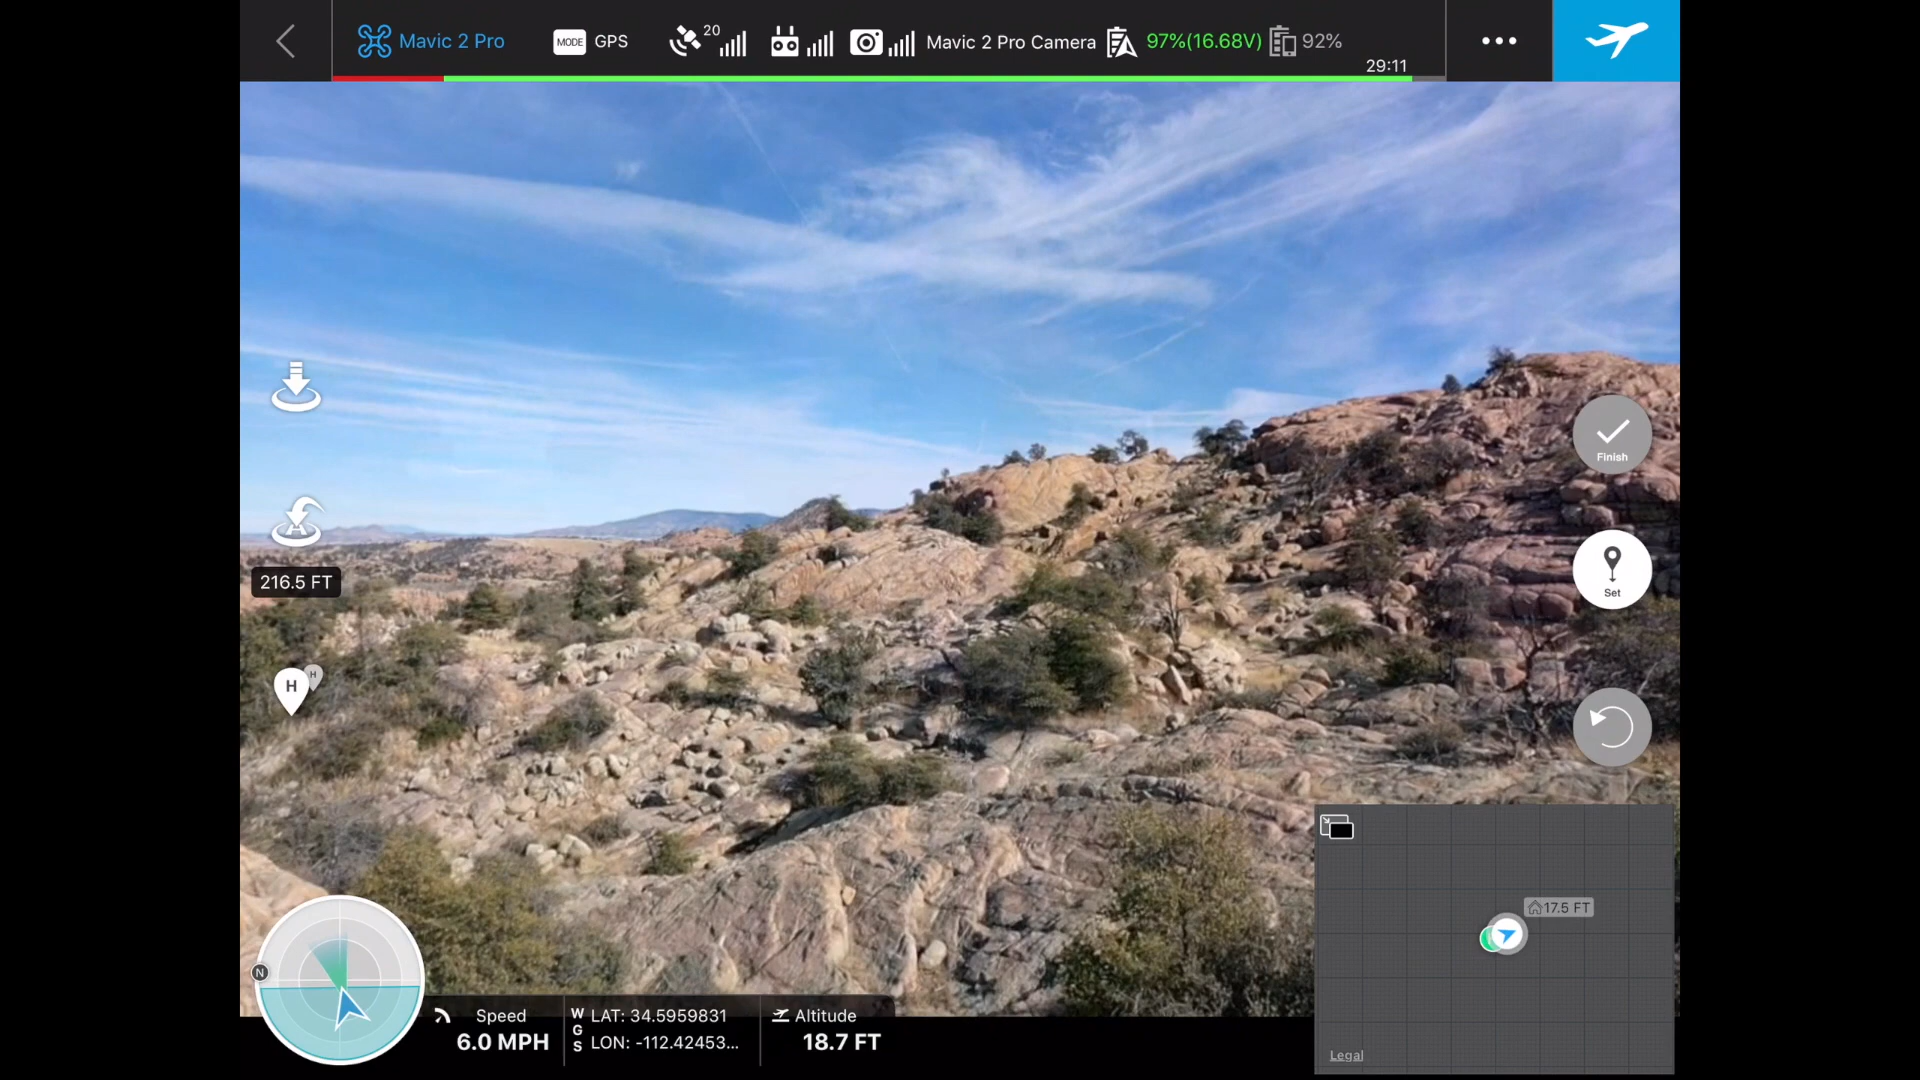 Mavic 2 Pro
MODE GPS
20
Mavic 2 Pro Camera
97%(16.68V)
92%
29:11
Finish
Set
216.5 FT
H H
17.5 FT
N
Speed
6.0 MPH
WGS
LAT: 34.5959831
LON: -112.42453...
Altitude
18.7 FT
Legal